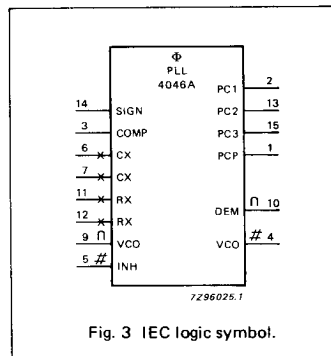 Φ
PLL
4046A
14 SIGN
3 COMP
6 CX
7 CX
11 RX
12 RX
9 ∩ VCO
5 # INH
PC1 2
PC2 13
PC3 15
PCP 1
DEM ∩ 10
VCO # 4
7Z96025.1
Fig. 3 IEC logic symbol.